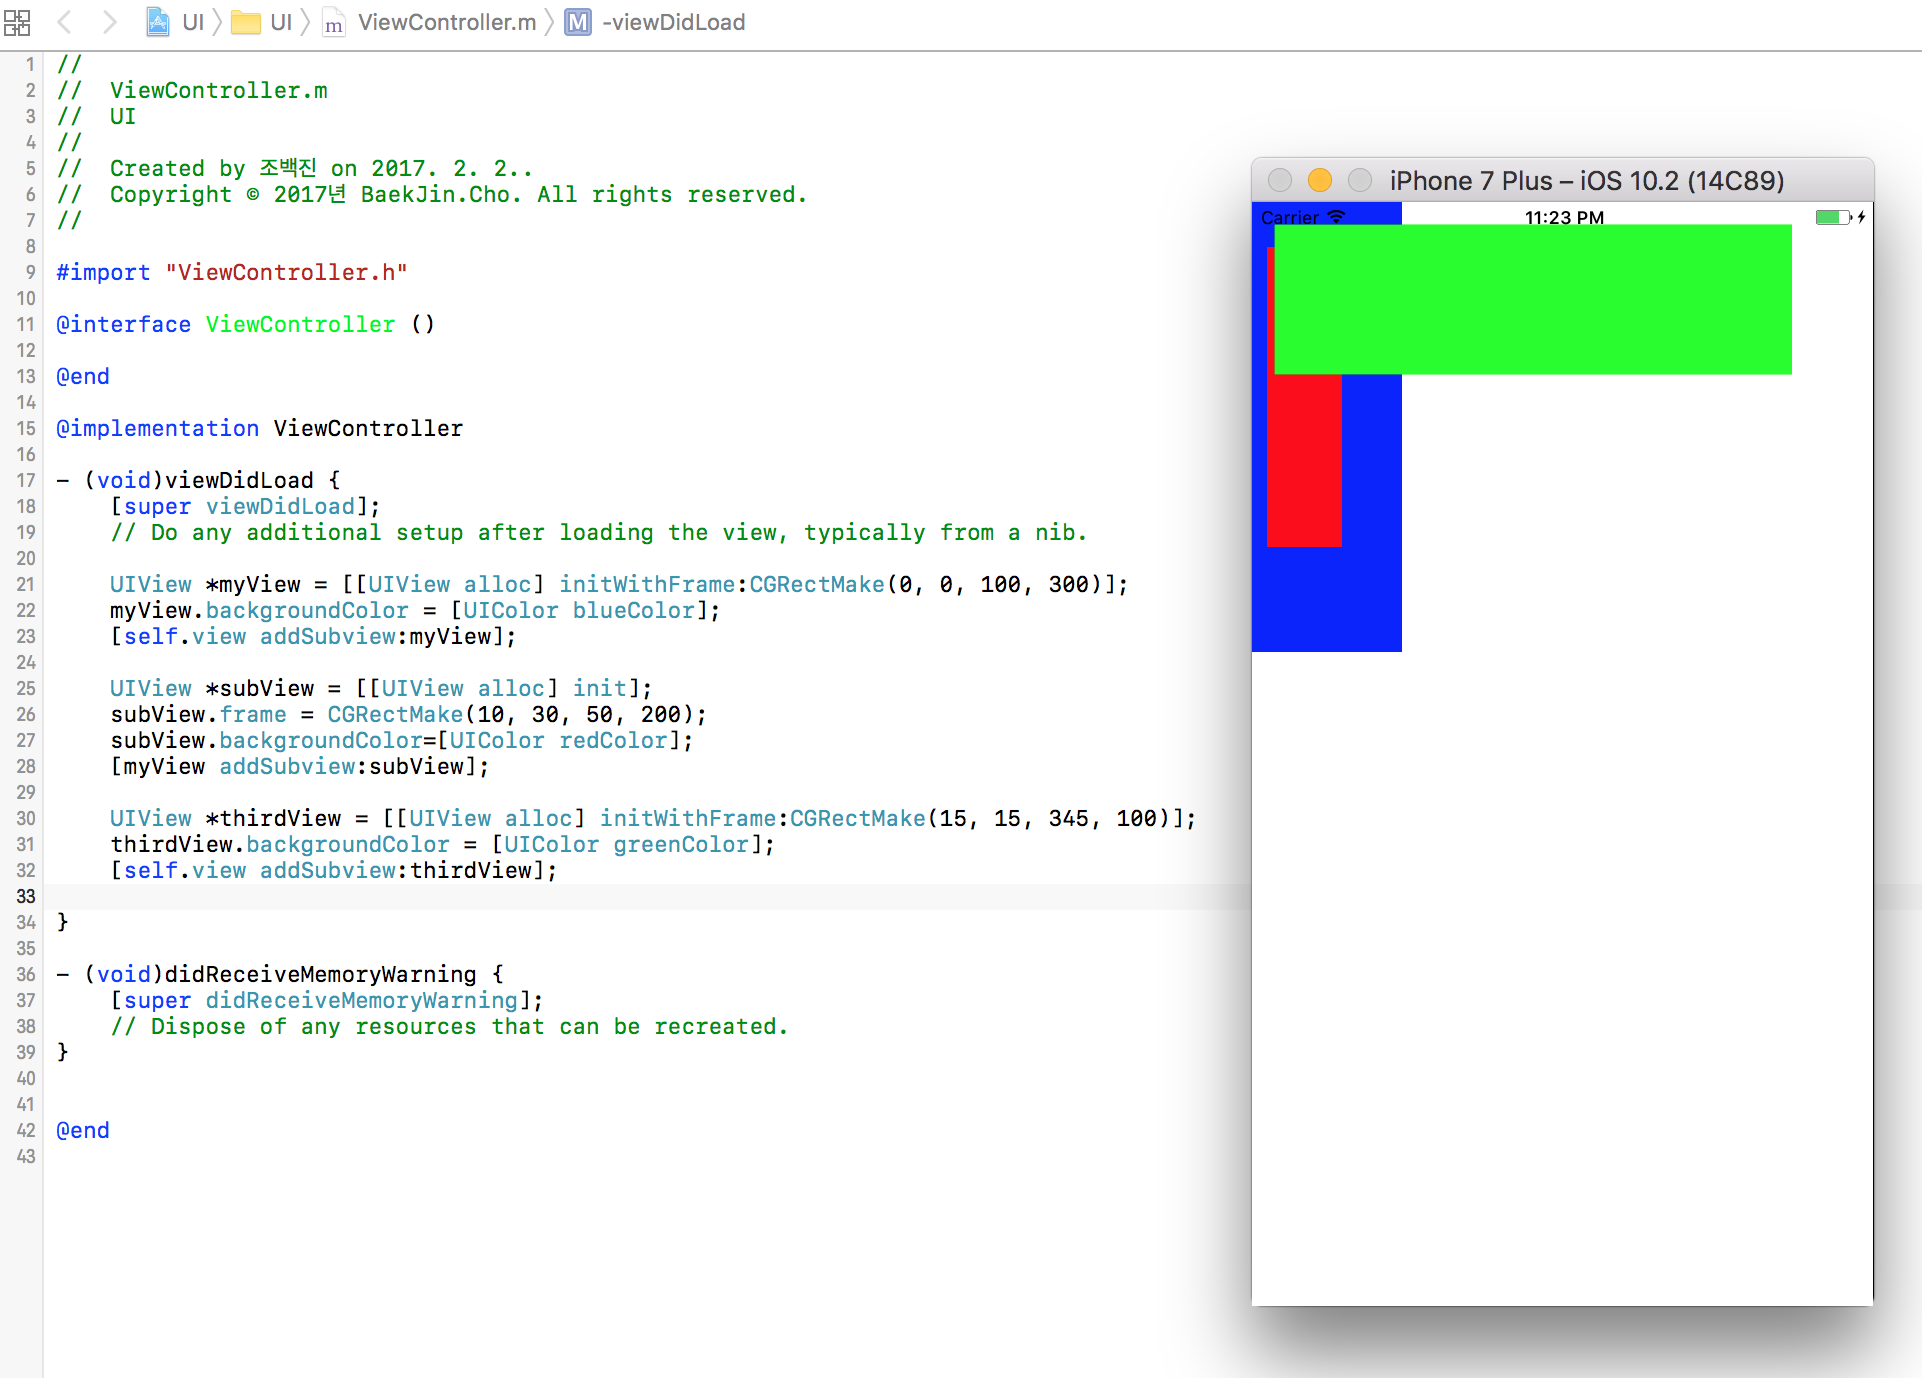 UI UI m ViewController.m M -viewDidLoad
1 //
2 //  ViewController.m
3 //  UI
4 //
5 //  Created by 조백진 on 2017. 2. 2..
6 //  Copyright © 2017년 BaekJin.Cho. All rights reserved.
7 //
8
9 #import "ViewController.h"
10
11 @interface ViewController ()
12
13 @end
14
15 @implementation ViewController
16
17 - (void)viewDidLoad {
18     [super viewDidLoad];
19     // Do any additional setup after loading the view, typically from a nib.
20
21     UIView *myView = [[UIView alloc] initWithFrame:CGRectMake(0, 0, 100, 300)];
22     myView.backgroundColor = [UIColor blueColor];
23     [self.view addSubview:myView];
24
25     UIView *subView = [[UIView alloc] init];
26     subView.frame = CGRectMake(10, 30, 50, 200);
27     subView.backgroundColor=[UIColor redColor];
28     [myView addSubview:subView];
29
30     UIView *thirdView = [[UIView alloc] initWithFrame:CGRectMake(15, 15, 345, 100)];
31     thirdView.backgroundColor = [UIColor greenColor];
32     [self.view addSubview:thirdView];
33
34 }
35
36 - (void)didReceiveMemoryWarning {
37     [super didReceiveMemoryWarning];
38     // Dispose of any resources that can be recreated.
39 }
40
41
42 @end
43
iPhone 7 Plus – iOS 10.2 (14C89)
Carrier 11:23 PM